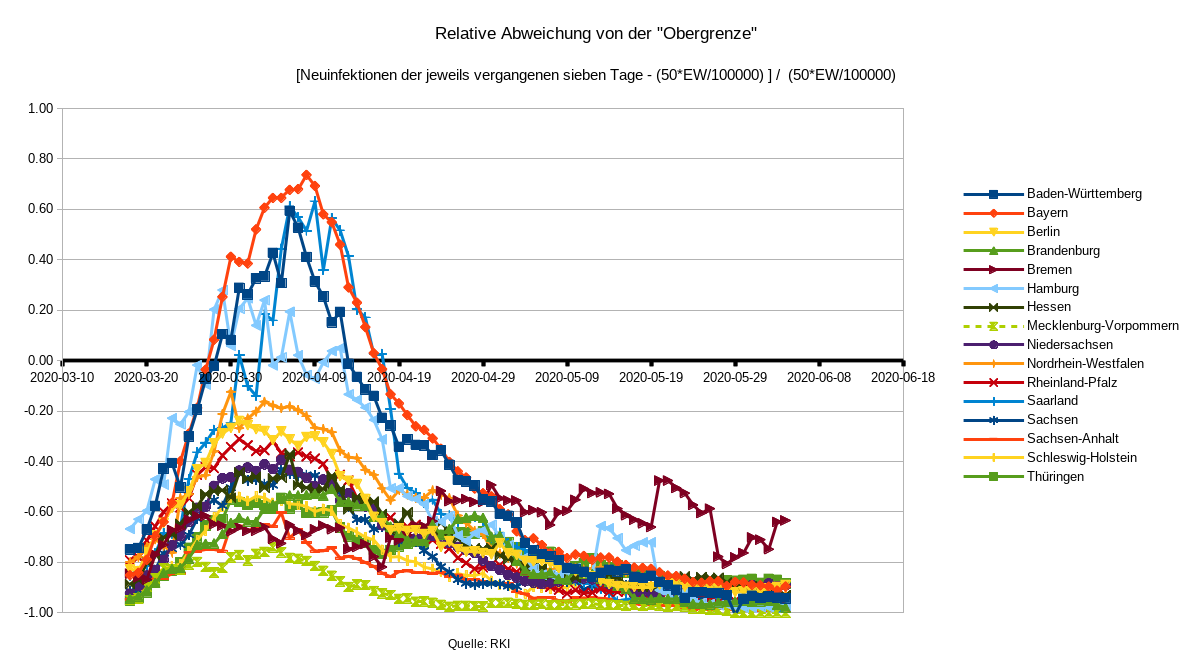 Relative Abweichung von der "Obergrenze"
[Neuinfektionen der jeweils vergangenen sieben Tage - (50*EW/100000) ] / (50*EW/100000)
1.00
0.80
0.60
0.40
0.20
0.00
-0.20
-0.40
-0.60
-0.80
-1.00
2020-03-10 2020-03-20 2020-03-30 2020-04-09 2020-04-19 2020-04-29 2020-05-09 2020-05-19 2020-05-29 2020-06-08 2020-06-18
Baden-Württemberg
Bayern
Berlin
Brandenburg
Bremen
Hamburg
Hessen
Mecklenburg-Vorpommern
Niedersachsen
Nordrhein-Westfalen
Rheinland-Pfalz
Saarland
Sachsen
Sachsen-Anhalt
Schleswig-Holstein
Thüringen
Quelle: RKI